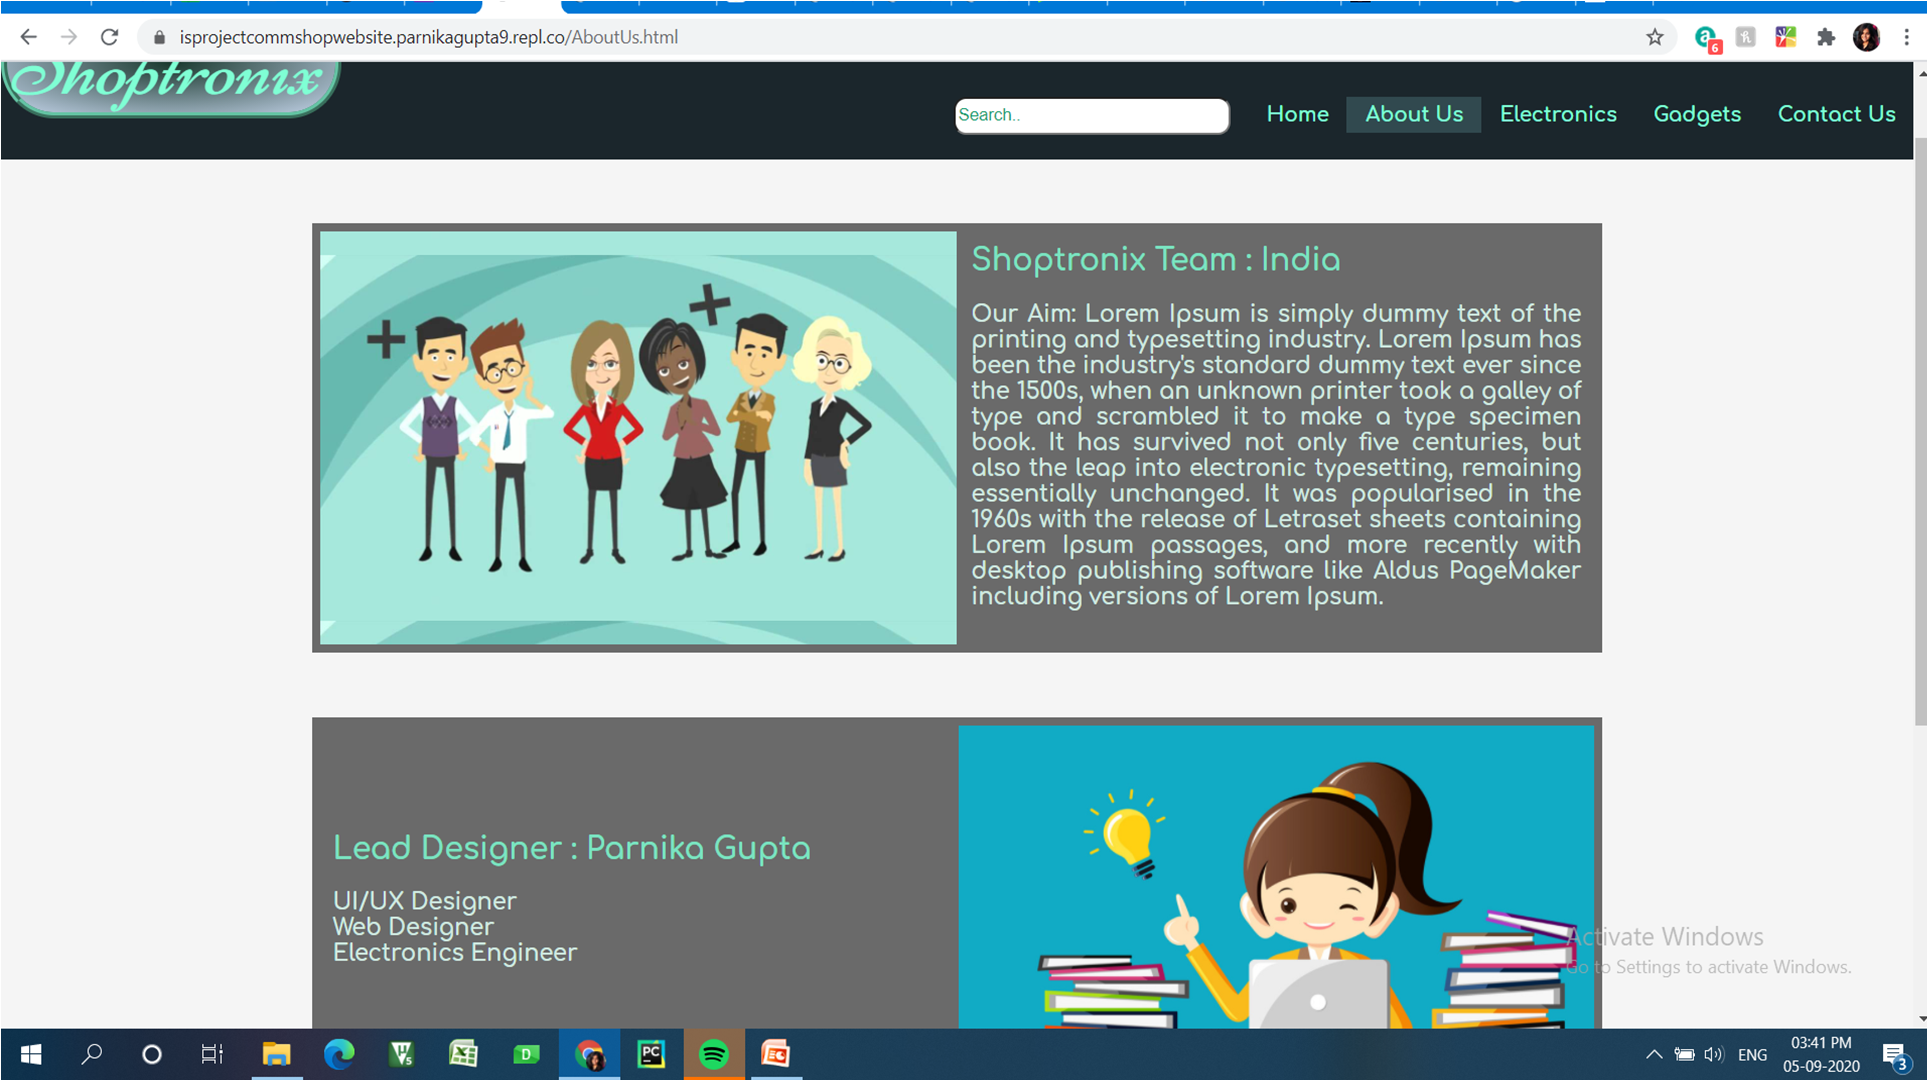 isprojectcommshopwebsite.parnikagupta9.repl.co/AboutUs.html
6
Shoptronix
Search..
Home
About Us
Electronics
Gadgets
Contact Us
Shoptronix Team : India
Our Aim: Lorem Ipsum is simply dummy text of the
printing and typesetting industry. Lorem Ipsum has
been the industry's standard dummy text ever since
the 1500s, when an unknown printer took a galley of
type and scrambled it to make a type specimen
book. It has survived not only five centuries, but
also the leap into electronic typesetting, remaining
essentially unchanged. It was popularised in the
1960s with the release of Letraset sheets containing
Lorem Ipsum passages, and more recently with
desktop publishing software like Aldus PageMaker
including versions of Lorem Ipsum.
Lead Designer : Parnika Gupta
UI/UX Designer
Web Designer
Electronics Engineer
Activate Windows
Go to Settings to activate Windows.
PC
D
ENG
03:41 PM
05-09-2020
3